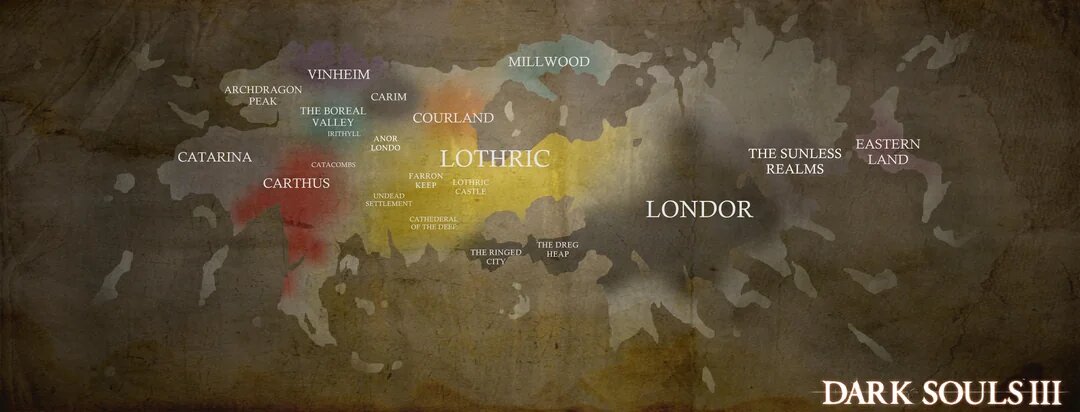 MILLWOOD
VINHEIM
ARCHDRAGON
PEAK
CARIM
THE BOREAL
VALLEY
IRITHYLL
COURLAND
ANOR
LONDO
CATARINA
CATACOMBS
LOTHRIC
THE SUNLESS
REALMS
EASTERN
LAND
CARTHUS
FARRON
KEEP
LOTHRIC
CASTLE
UNDEAD
SETTLEMENT
LONDOR
CATHEDERAL
OF THE DEEP
THE RINGED
CITY
THE DREG
HEAP
DARK SOULS III